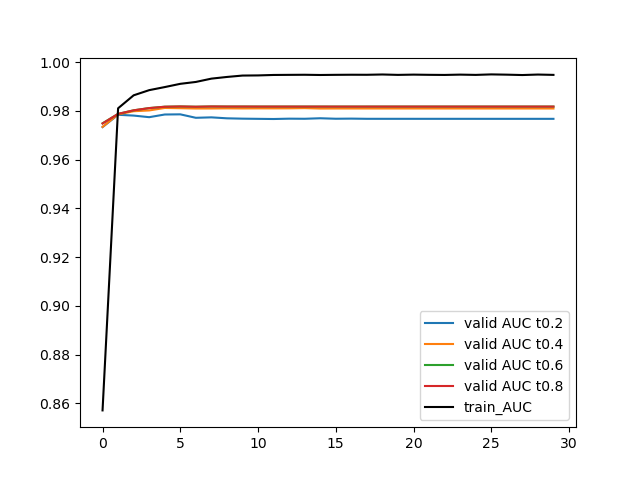 1.00
0.98
0.96
0.94
0.92
0.90
0.88
0.86
0 5 10 15 20 25 30
valid AUC t0.2
valid AUC t0.4
valid AUC t0.6
valid AUC t0.8
train_AUC